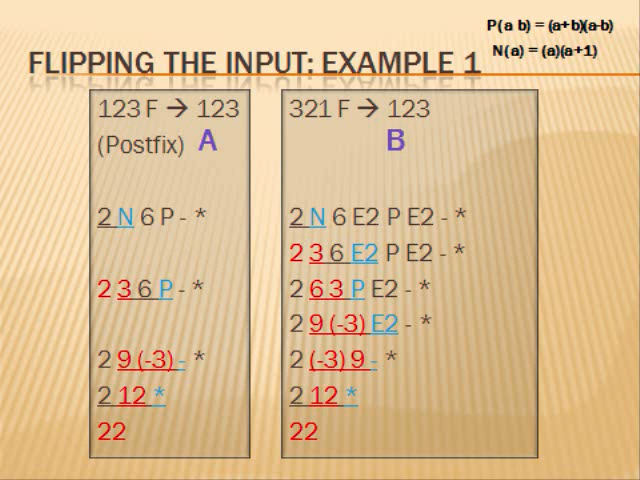 P(a b) = (a+b)(a-b)
N(a) = (a)(a+1)
FLIPPING THE INPUT: EXAMPLE 1
123 F → 123
(Postfix) A
2 N 6 P - *
2 3 6 P - *
2 9 (-3) - *
2 12 *
22
321 F → 123
B
2 N 6 E2 P E2 - *
2 3 6 E2 P E2 - *
2 6 3 P E2 - *
2 9 (-3) E2 - *
2 (-3) 9 - *
2 12 *
22